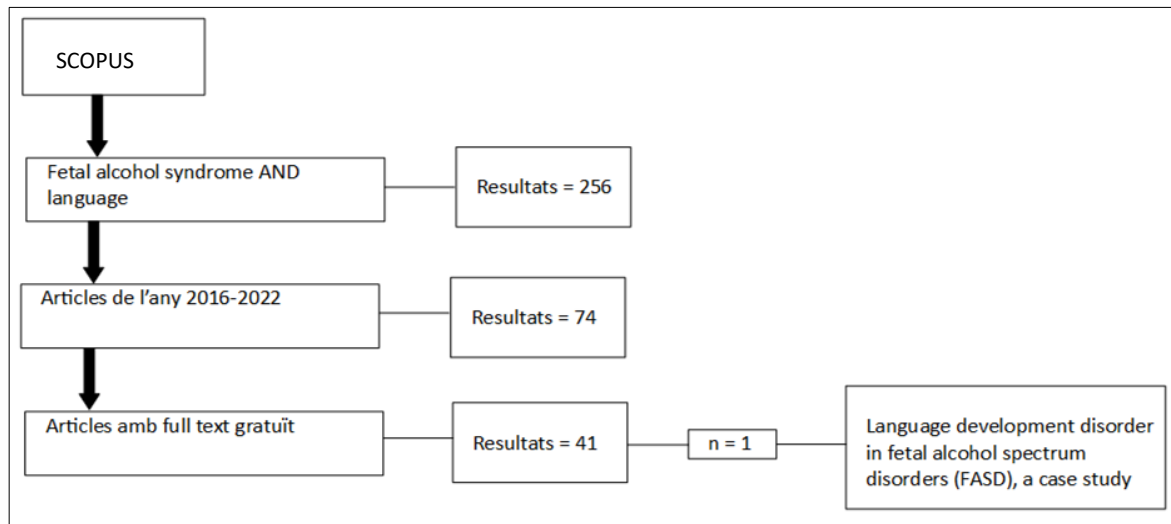 SCOPUS
Fetal alcohol syndrome AND
language
Resultats = 256
Articles de l'any 2016-2022
Resultats = 74
Articles amb full text gratuït
Resultats = 41
n = 1
Language development disorder
in fetal alcohol spectrum
disorders (FASD), a case study